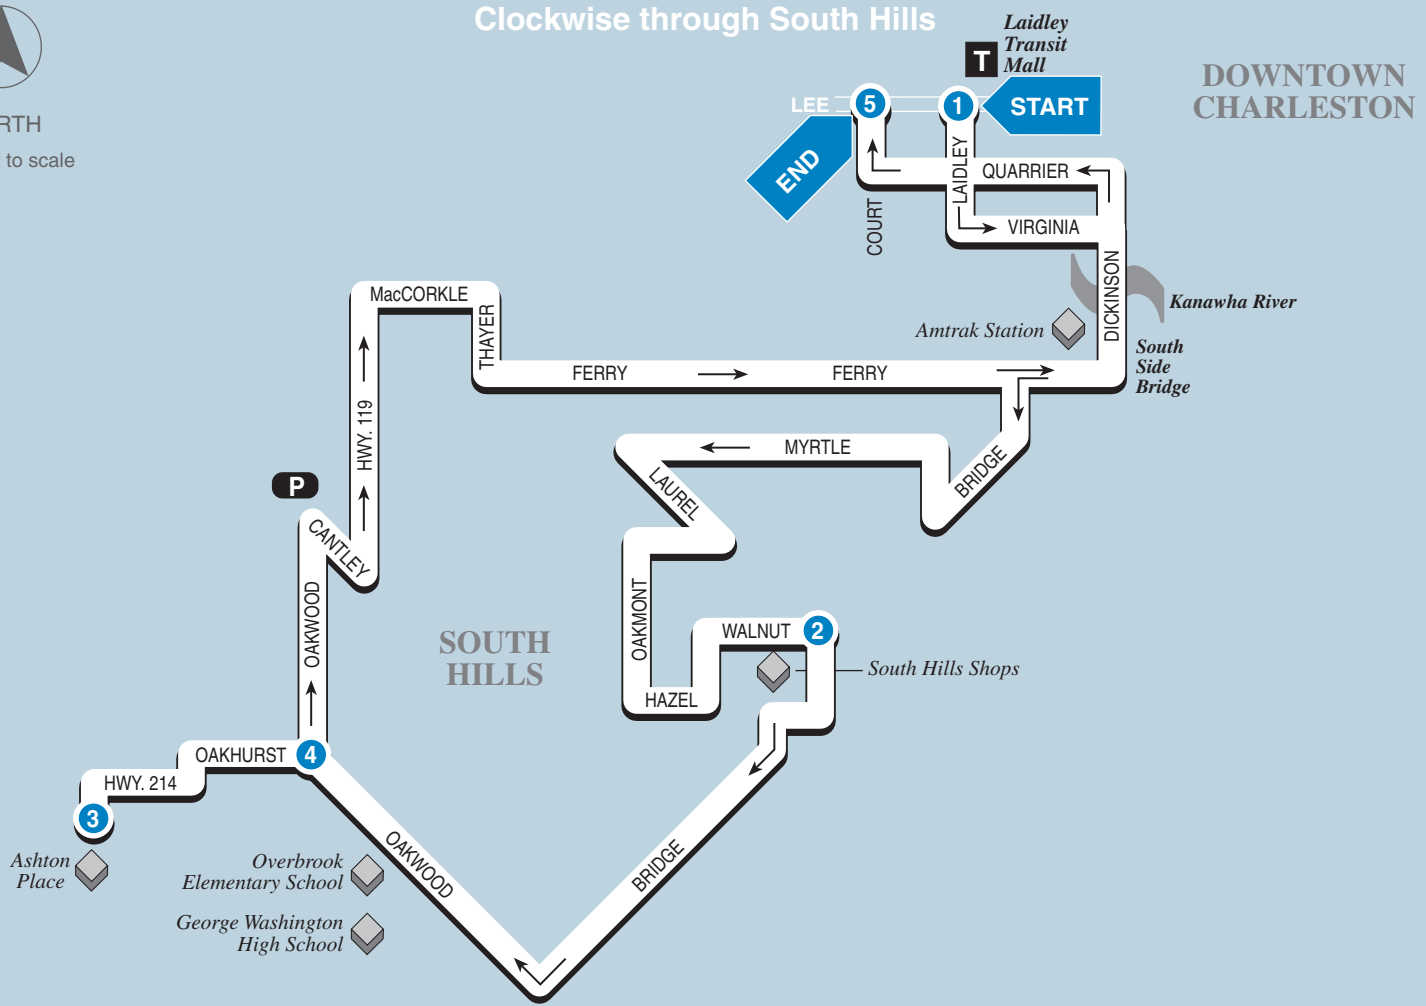 Clockwise through South Hills
Laidley
Transit
Mall
T
DOWNTOWN
CHARLESTON
LEE
5
1
START
RTH
to scale
END
LAIDLEY
QUARRIER
COURT
VIRGINIA
DICKINSON
Kanawha River
MacCORKLE
THAYER
Amtrak Station
South
Side
Bridge
FERRY
FERRY
HWY. 119
MYRTLE
BRIDGE
LAUREL
P
CANTLEY
OAKWOOD
OAKMONT
WALNUT
2
SOUTH
HILLS
South Hills Shops
HAZEL
OAKHURST
4
HWY. 214
3
Ashton
Place
Overbrook
Elementary School
OAKWOOD
BRIDGE
George Washington
High School